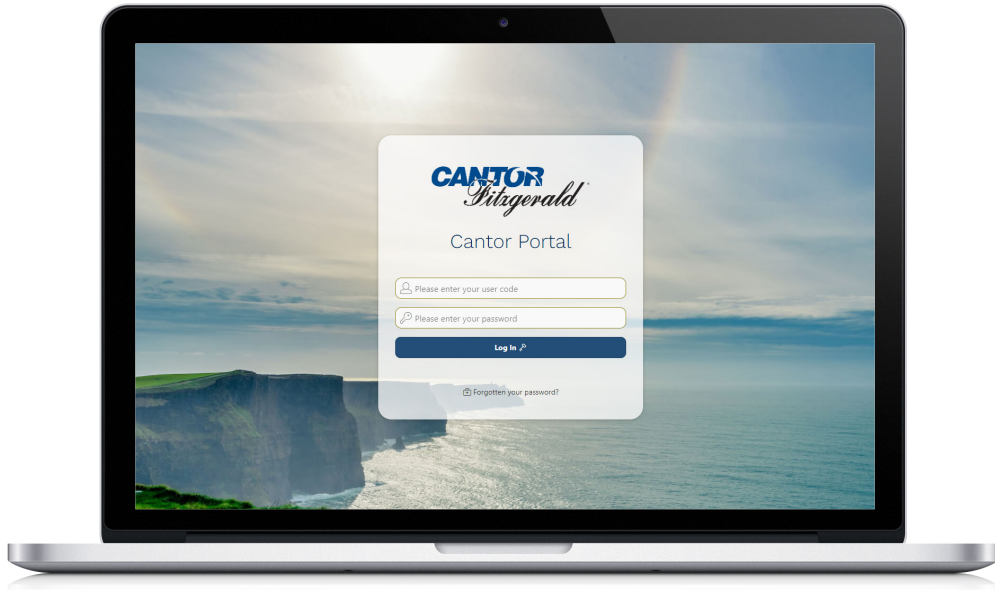 CANTOR
Fitzgerald
Cantor Portal
Please enter your user code
Please enter your password
Log In
Forgotten your password?